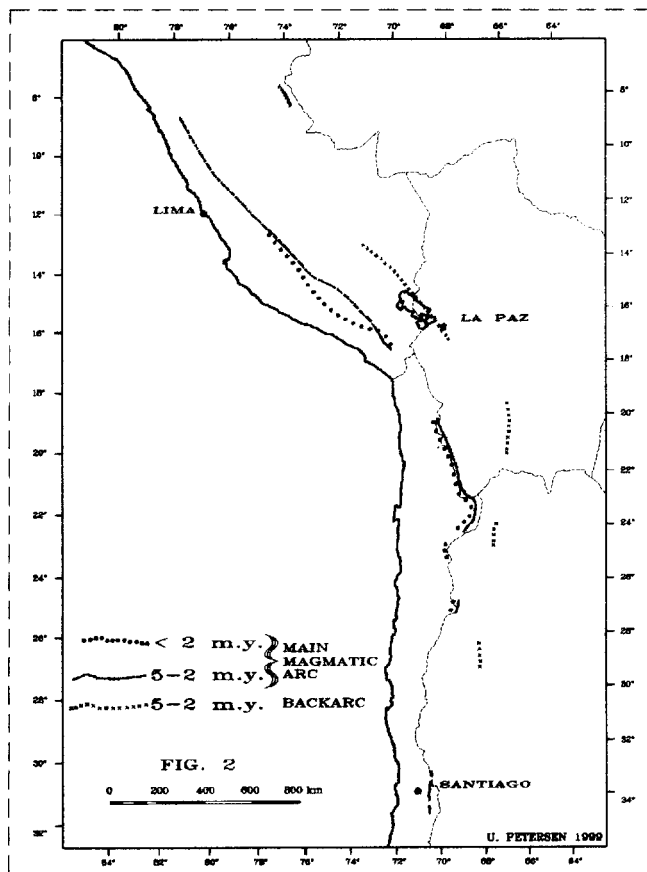 80° 78° 76° 74° 72° 70° 68° 66°
8° 8°
10° 10°
12° LIMA 12°
14° 14°
16° LA PAZ 16°
18° 18°
20° 20°
22° 22°
24° 24°
26° 26°
28° 28°
30° 30°
32° 32°
34°
< 2 m.y. MAIN
MAGMATIC
5-2 m.y. ARC
5-2 m.y. BACKARC
FIG. 2
0 200 400 600 800 km
SANTIAGO
U. PETERSEN 1999
84° 82° 80° 78° 76° 74° 72° 70° 68° 66° 64°